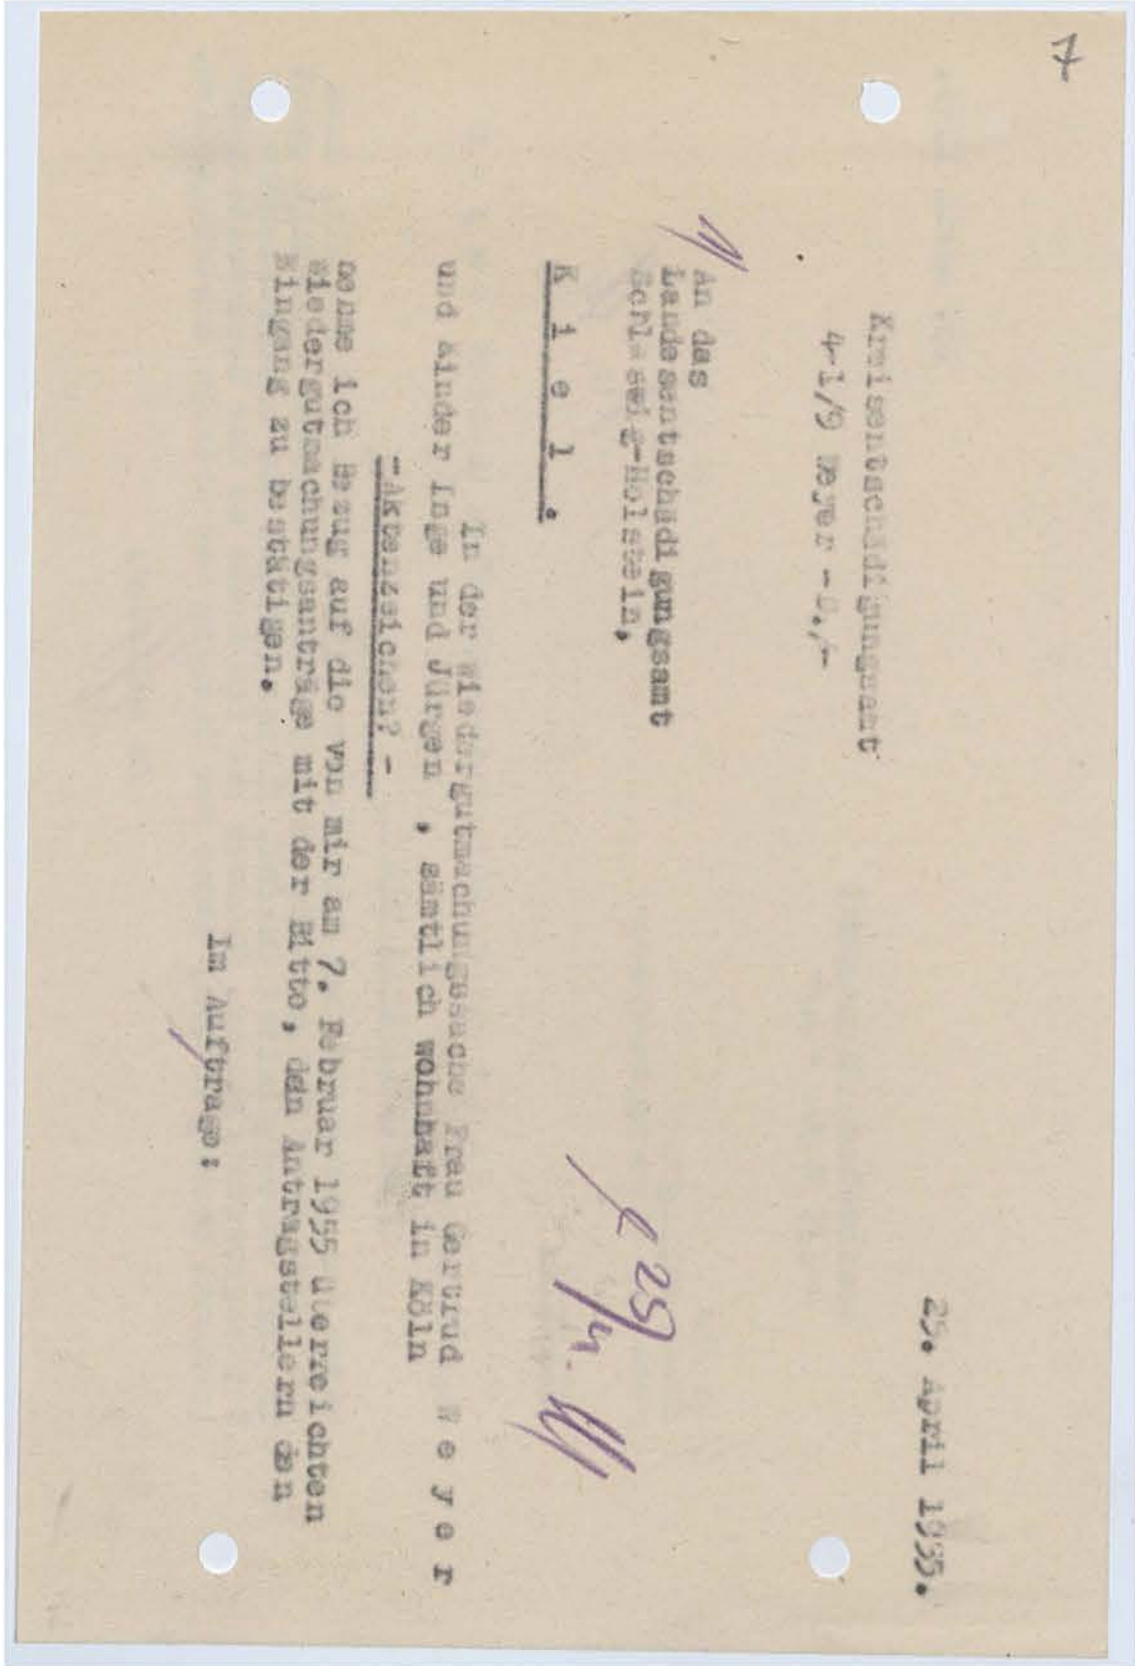 7
25. April 1955.
Kreisentschädigungsamt
4-1/9 Meyer -
An das
Landesentschädigungsamt
Schleswig-Holstein,
K i e l .
25/4.
In der Wiedergutmachungssache Frau Gertrud M e y e r
und Kinder Inge und Jürgen , sämtlich wohnhaft in Köln
-Aktenzeichen? -
nehme ich Bezug auf die von mir am 7. Februar 1955 überreichten
Wiedergutmachungsanträge mit der Bitte, den Antragstellern den
Eingang zu bestätigen.
Im Auftrage: